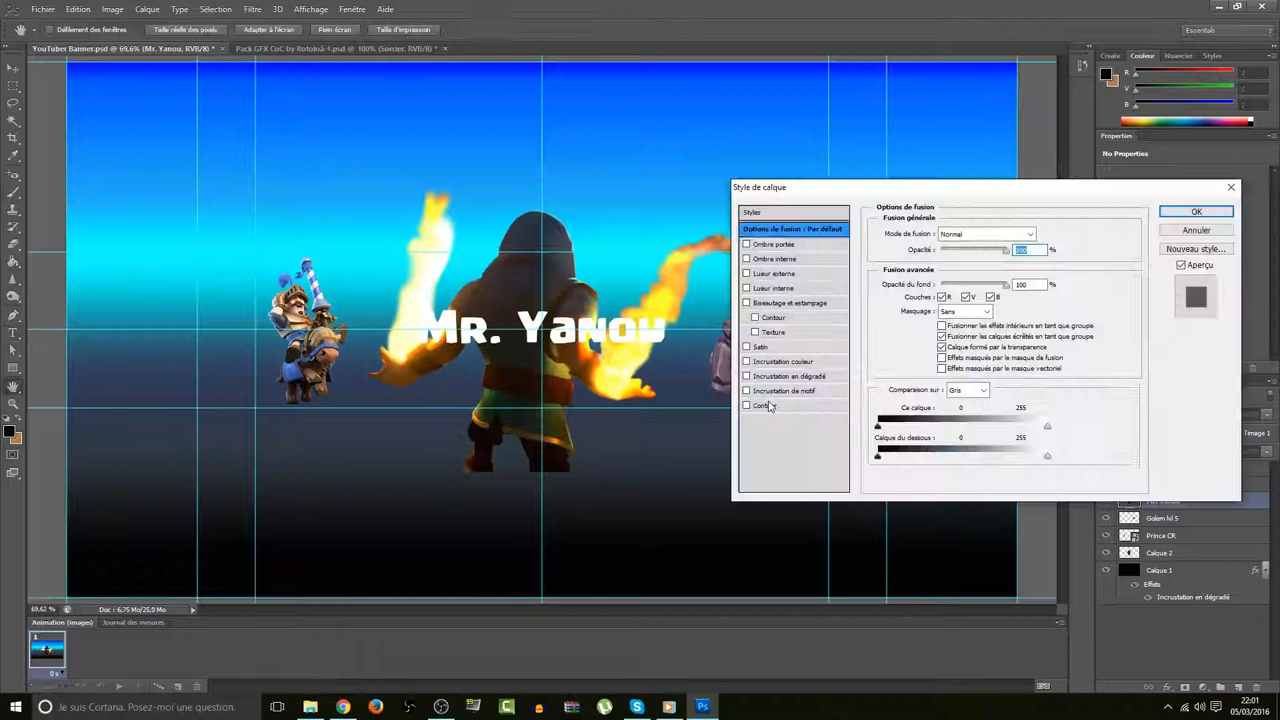 Fichier Edition Image Calque Type Sélection Filtre 3D Affichage Fenêtre Aide
Défilement des fenêtres Taille réelle des pixels Adapter à l'écran Plein écran Taille d'impression Essentials
YouTuber Banner.psd @ 69,6% (Mr. Yanou, RVB/8) * × Pack GFX CoC by Rotoloâ <.psd @ 100% (Sorcier, RVB/8) * ×
Create Couleur Nuancier Styles
R
V
B
Properties
No Properties
Mr. Yanou
Style de calque
Styles
Options de fusion : Par défaut
Ombre portée
Ombre interne
Lueur externe
Lueur interne
Biseautage et estampage
Contour
Texture
Satin
Incrustation couleur
Incrustation en dégradé
Incrustation de motif
Options de fusion
Fusion générale
Mode de fusion : Normal
Opacité : 100 %
Fusion avancée
Opacité du fond : 100 %
Couches : R V B
Masquage : Sans
Fusionner les effets intérieurs en tant que groupe
Fusionner les calques écrêtés en tant que groupe
Calque formé par la transparence
Effets masqués par le masque de fusion
Effets masqués par le masque vectoriel
Comparaison sur : Gris
Ce calque : 0 255
Calque du dessous : 0 255
OK
Annuler
Nouveau style...
Aperçu
l'image 1
Golem lvl 5
Prince CR
Calque 2
Calque 1 fx
Effets
Incrustation en dégradé
69,62 % Doc : 6,75 Mo/25,0 Mo
Animation (images) Journal des mesures
1
0 s
Je suis Cortana. Posez-moi une question.
22:01
05/03/2016